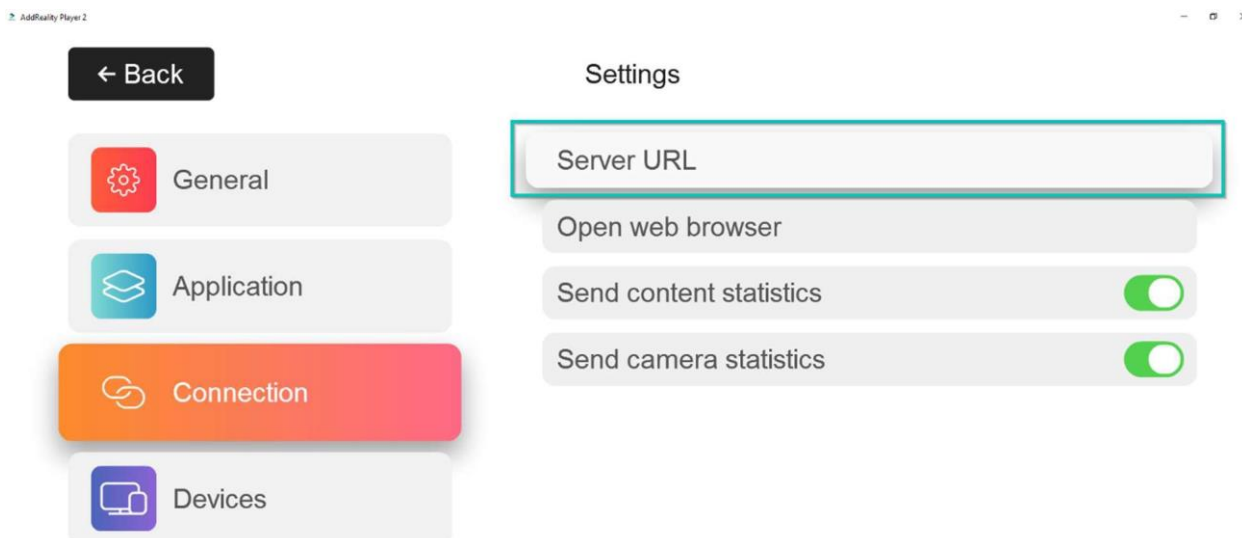 AddReality Player 2
← Back
Settings
General
Application
Connection
Devices
Server URL
Open web browser
Send content statistics
Send camera statistics